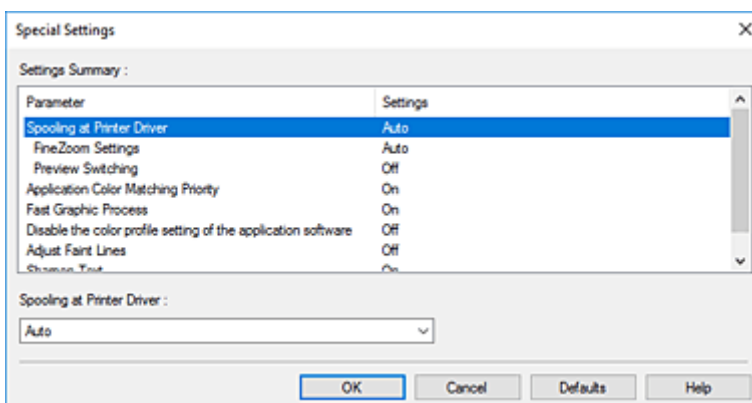 Special Settings
Settings Summary :
Parameter Settings
Spooling at Printer Driver Auto
FineZoom Settings Auto
Preview Switching Off
Application Color Matching Priority On
Fast Graphic Process On
Disable the color profile setting of the application software Off
Adjust Faint Lines Off
Sharpen Text On
Spooling at Printer Driver :
Auto
OK Cancel Defaults Help